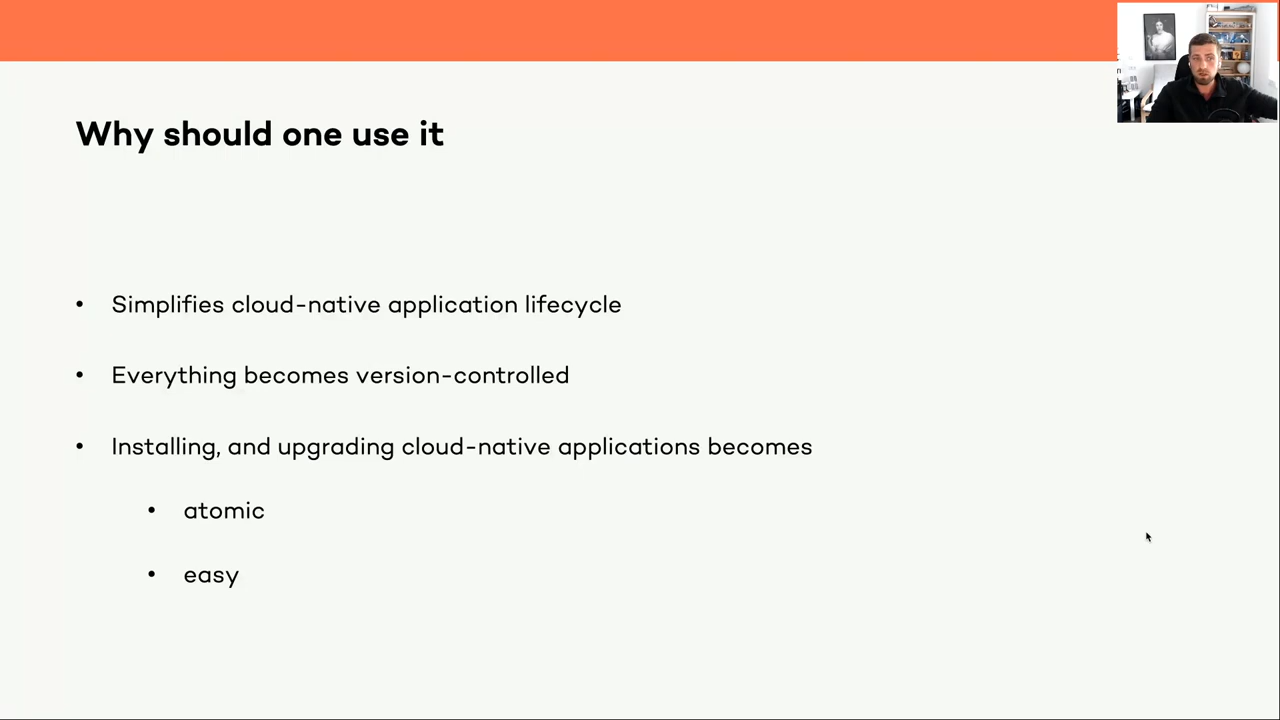 Why should one use it
• Simplifies cloud-native application lifecycle
• Everything becomes version-controlled
• Installing, and upgrading cloud-native applications becomes
• atomic
• easy